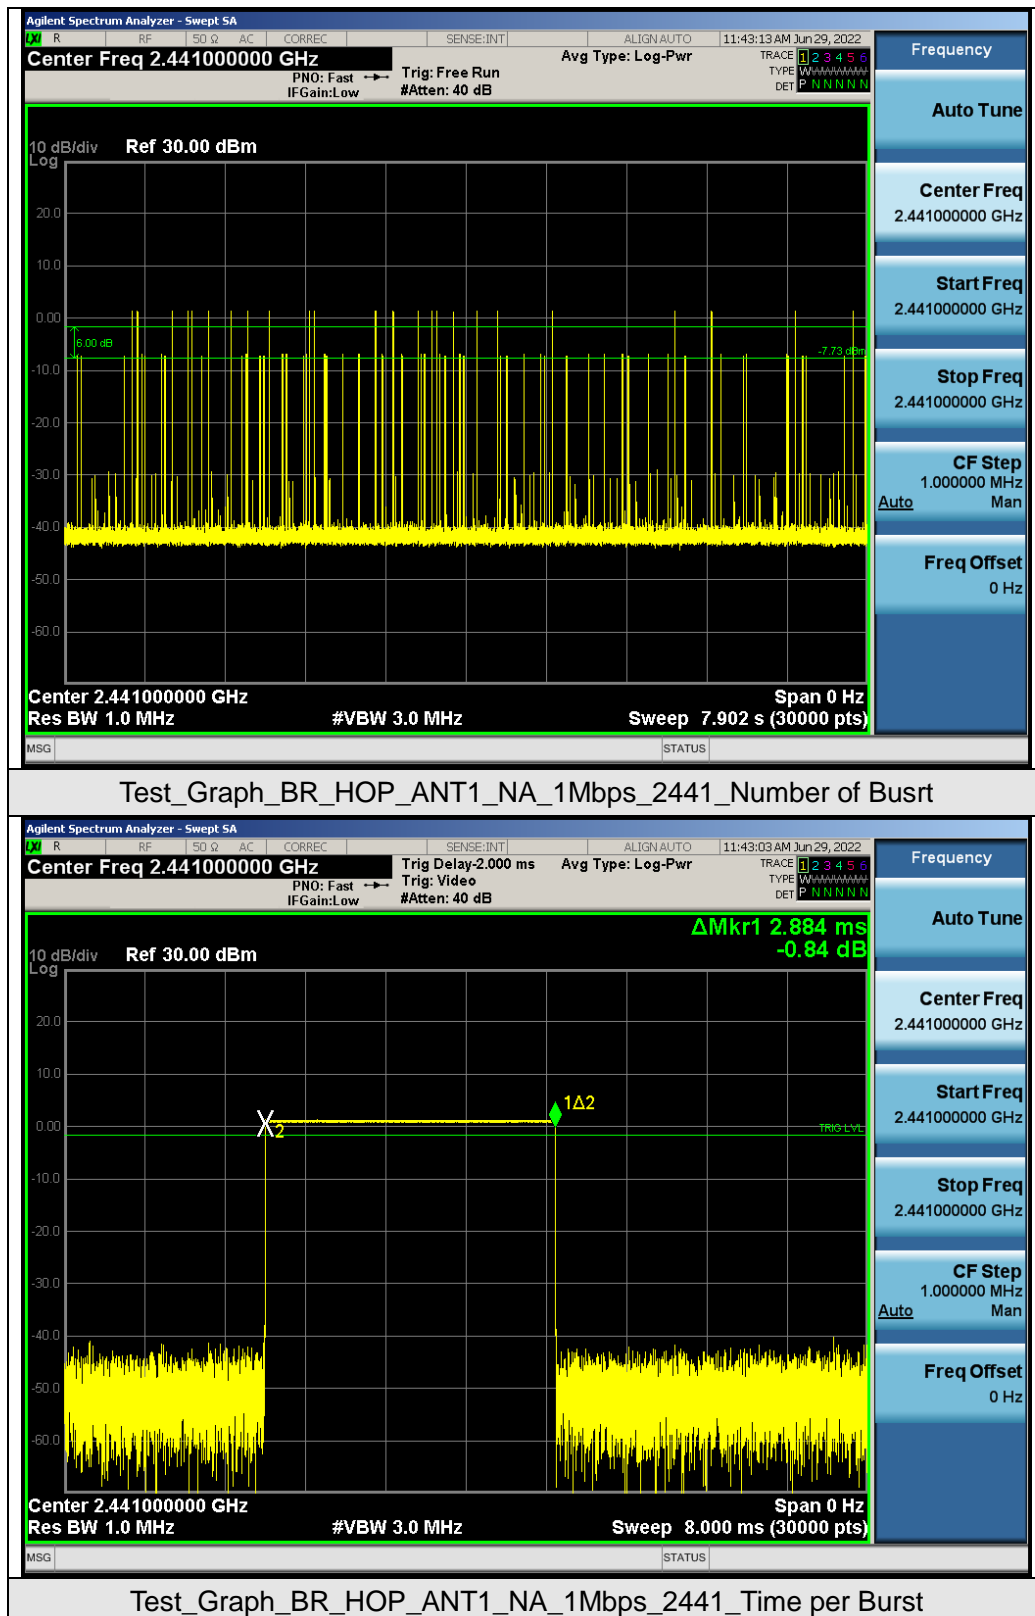 Agilent Spectrum Analyzer - Swept SA
LXI R RF 50 Ω AC CORREC SENSE:INT ALIGN AUTO 11:43:13 AM Jun 29, 2022
Center Freq 2.441000000 GHz Avg Type: Log-Pwr TRACE 1 2 3 4 5 6
PNO: Fast Trig: Free Run TYPE W
IFGain:Low #Atten: 40 dB DET P N N N N N
10 dB/div Ref 30.00 dBm
Log
20.0
10.0
0.00
6.00 dB
-7.73 dBm
-10.0
-20.0
-30.0
-40.0
-50.0
-60.0
Center 2.441000000 GHz Span 0 Hz
Res BW 1.0 MHz #VBW 3.0 MHz Sweep 7.902 s (30000 pts)
MSG STATUS
Frequency
Auto Tune
Center Freq
2.441000000 GHz
Start Freq
2.441000000 GHz
Stop Freq
2.441000000 GHz
CF Step
1.000000 MHz
Auto Man
Freq Offset
0 Hz
Test_Graph_BR_HOP_ANT1_NA_1Mbps_2441_Number of Busrt
Agilent Spectrum Analyzer - Swept SA
LXI R RF 50 Ω AC CORREC SENSE:INT ALIGN AUTO 11:43:03 AM Jun 29, 2022
Center Freq 2.441000000 GHz Trig Delay-2.000 ms Avg Type: Log-Pwr TRACE 1 2 3 4 5 6
PNO: Fast Trig: Video TYPE W
IFGain:Low #Atten: 40 dB DET P N N N N N
ΔMkr1 2.884 ms
-0.84 dB
10 dB/div Ref 30.00 dBm
Log
20.0
10.0
1Δ2
X2
0.00
TRIG LVL
-10.0
-20.0
-30.0
-40.0
-50.0
-60.0
Center 2.441000000 GHz Span 0 Hz
Res BW 1.0 MHz #VBW 3.0 MHz Sweep 8.000 ms (30000 pts)
MSG STATUS
Frequency
Auto Tune
Center Freq
2.441000000 GHz
Start Freq
2.441000000 GHz
Stop Freq
2.441000000 GHz
CF Step
1.000000 MHz
Auto Man
Freq Offset
0 Hz
Test_Graph_BR_HOP_ANT1_NA_1Mbps_2441_Time per Burst